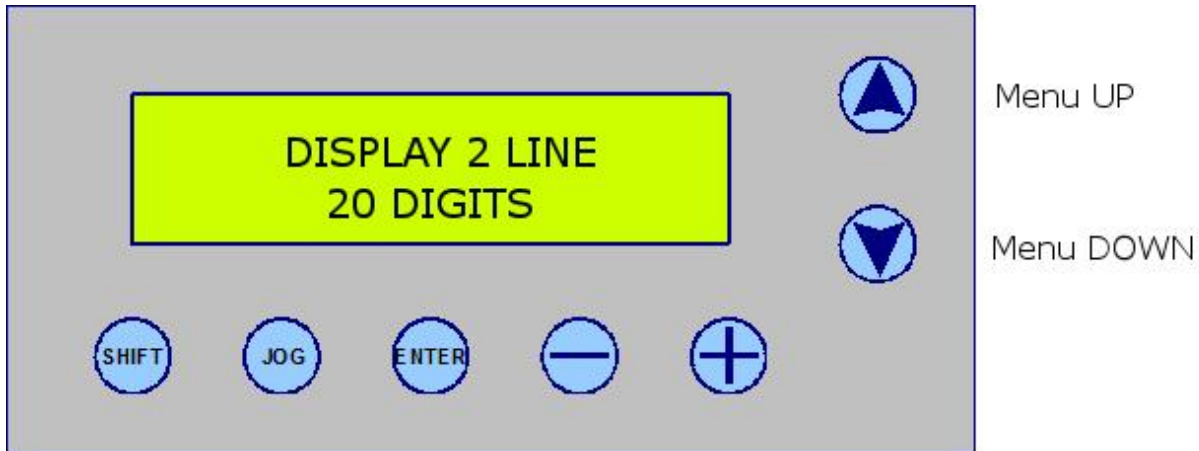 Menu UP
DISPLAY 2 LINE
20 DIGITS
Menu DOWN
SHIFT JOG ENTER